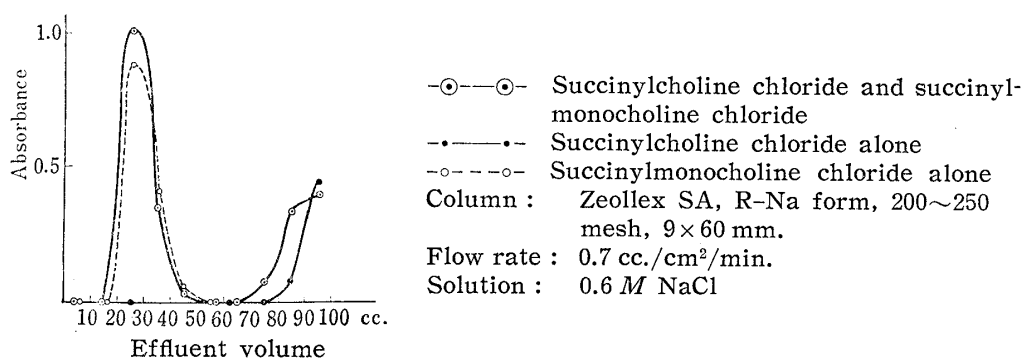 1.0
0.5
Absorbance
10 20 30 40 50 60 70 80 90 100 cc.
Effluent volume
Succinylcholine chloride and succinyl-
monocholine chloride
Succinylcholine chloride alone
Succinylmonocholine chloride alone
Column : Zeollex SA, R-Na form, 200~250
mesh, 9×60 mm.
Flow rate : 0.7 cc./cm²/min.
Solution : 0.6 M NaCl